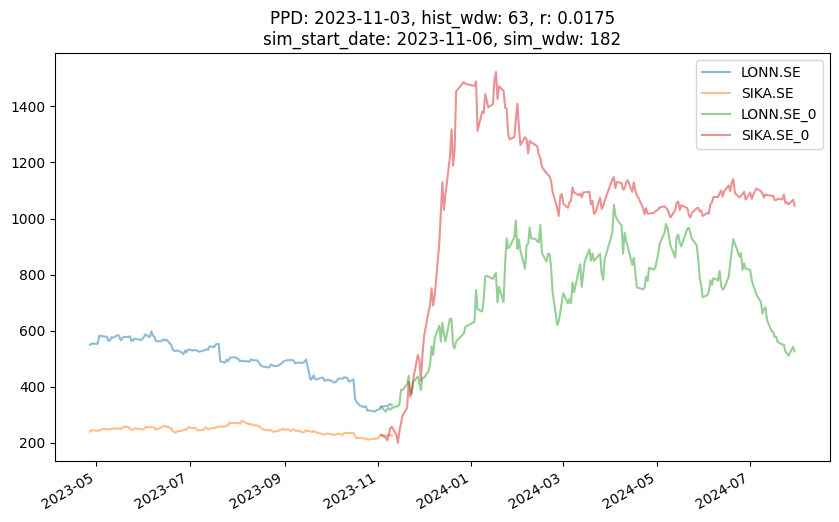 PPD: 2023-11-03, hist_wdw: 63, r: 0.0175
sim_start_date: 2023-11-06, sim_wdw: 182
LONN.SE
SIKA.SE
LONN.SE_0
SIKA.SE_0
1400
1200
1000
800
600
400
200
2023-05
2023-07
2023-09
2023-11
2024-01
2024-03
2024-05
2024-07